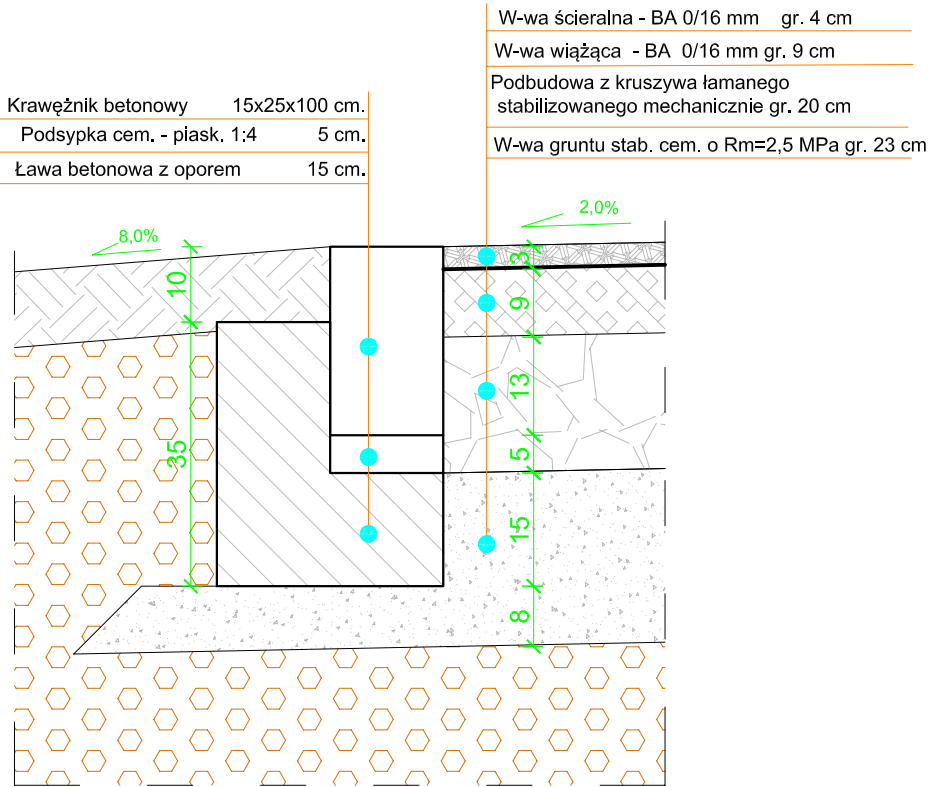 W-wa ścieralna - BA 0/16 mm gr. 4 cm
W-wa wiążąca - BA 0/16 mm gr. 9 cm
Podbudowa z kruszywa łamanego
stabilizowanego mechanicznie gr. 20 cm
W-wa gruntu stab. cem. o Rm=2,5 MPa gr. 23 cm
Krawężnik betonowy 15x25x100 cm.
Podsypka cem. - piask. 1:4 5 cm.
Ława betonowa z oporem 15 cm.
8,0%
2,0%
10
35
3
9
13
5
15
8